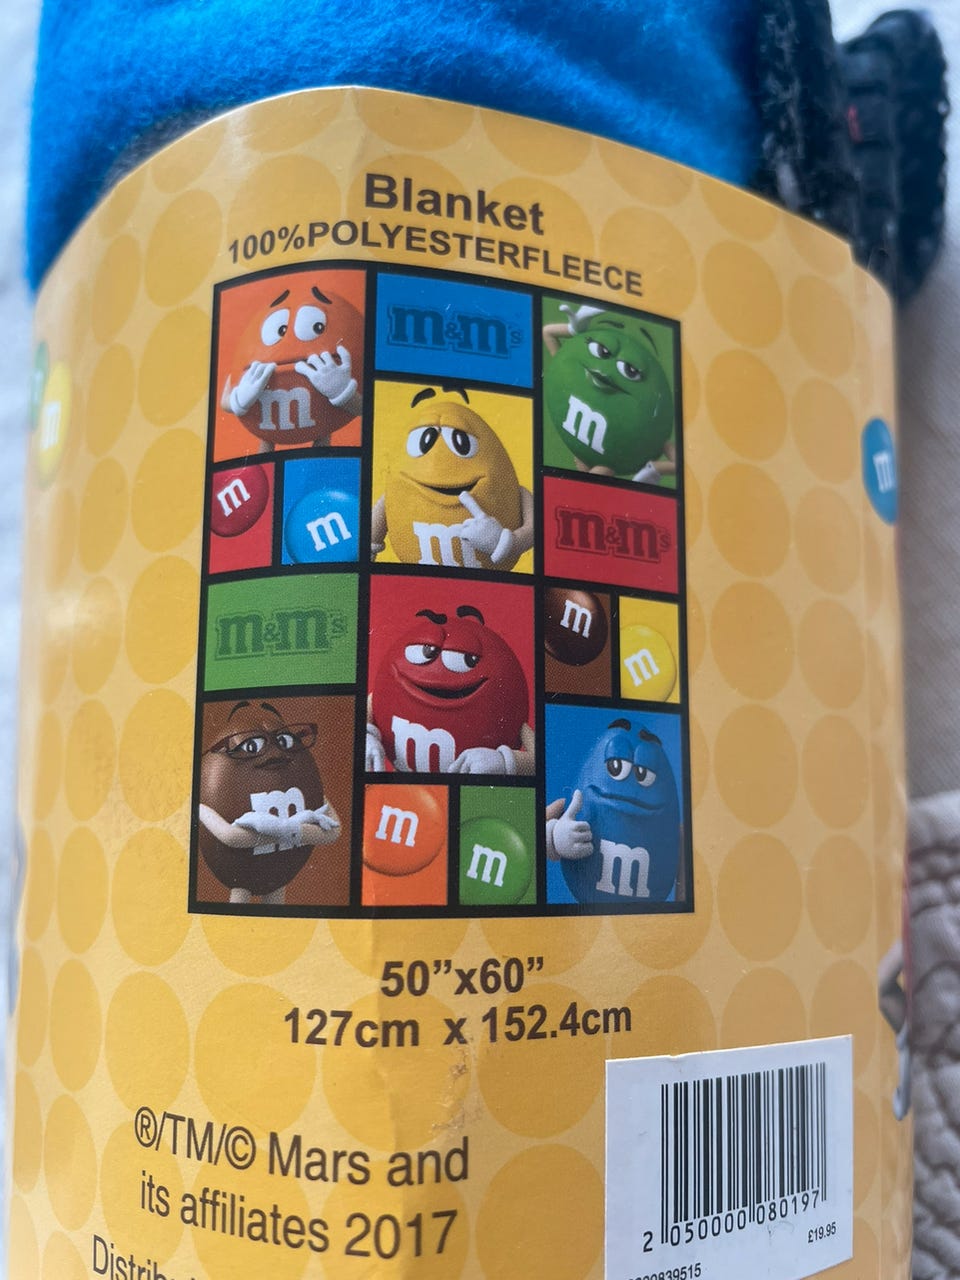 Blanket
100%POLYESTERFLEECE
m
m&m's
m
m
m
m
m
m&m's
m&m's
m
m
m
m
m
m
m
m
m
50”x60”
127cm x 152.4cm
®/TM/© Mars and
its affiliates 2017
2 050000 080197
£19.95
839515